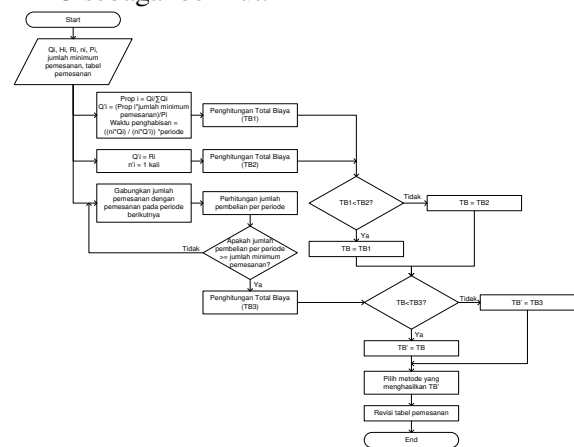 Start
Qi, Hi, Ri, ni, Pi,
jumlah minimum
pemesanan, tabel
pemesanan
Prop i = Qi/∑Qi
Q'i = (Prop i*jumlah minimum
pemesanan)/Pi
Waktu penghabisan =
((ni*Qi) / (ni*Q'i)) *periode
Penghitungan Total Biaya
(TB1)
Q'i = Ri
n'i = 1 kali
Penghitungan Total Biaya
(TB2)
Gabungkan jumlah
pemesanan dengan
pemesanan pada periode
berikutnya
Perhitungan jumlah
pembelian per periode
TB1<TB2?
Tidak
TB = TB2
Ya
TB = TB1
Apakah jumlah
pembelian per periode
>= jumlah minimum
pemesanan?
Tidak
Ya
Penghitungan Total Biaya
(TB3)
TB<TB3?
Tidak
TB' = TB3
Ya
TB' = TB
Pilih metode yang
menghasilkan TB'
Revisi tabel pemesanan
End